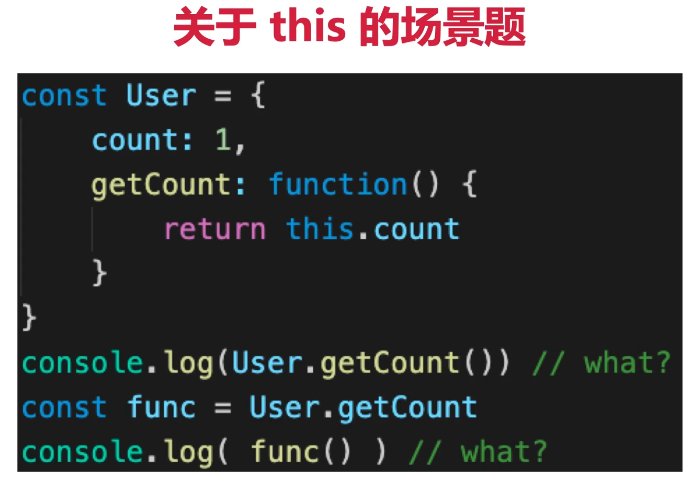 关于 this 的场景题
const User = {
    count: 1,
    getCount: function() {
        return this.count
    }
}
console.log(User.getCount()) // what?
const func = User.getCount
console.log( func() ) // what?